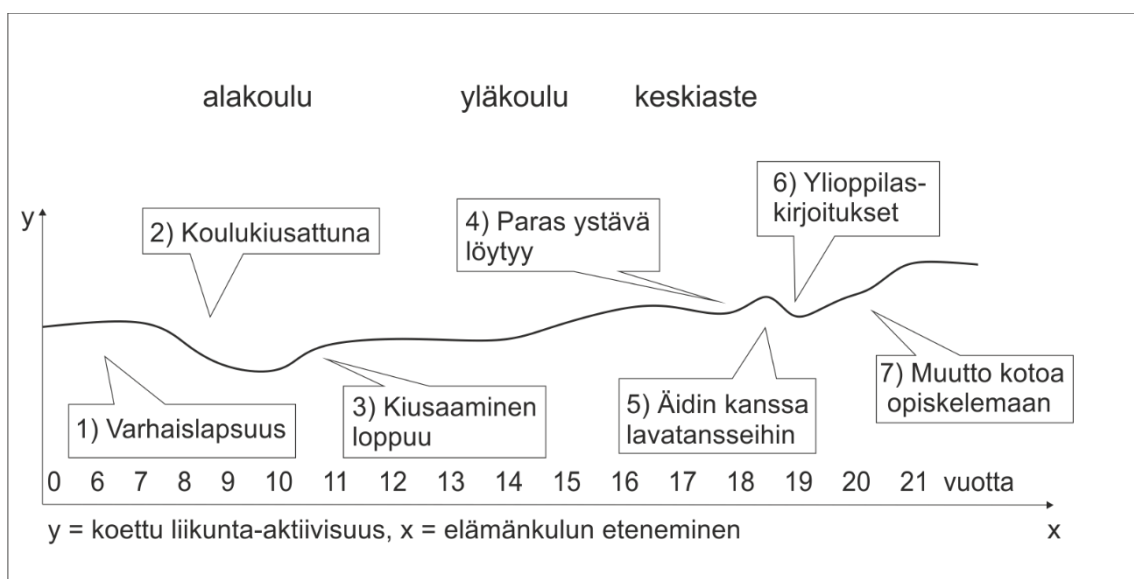 alakoulu yläkoulu keskiaste
y
2) Koulukiusattuna
4) Paras ystävä
löytyy
6) Ylioppilas-
kirjoitukset
1) Varhaislapsuus
3) Kiusaaminen
loppuu
5) Äidin kanssa
lavatansseihin
7) Muutto kotoa
opiskelemaan
0 6 7 8 9 10 11 12 13 14 15 16 17 18 19 20 21 vuotta
y = koettu liikunta-aktiivisuus, x = elämänkulun eteneminen
x